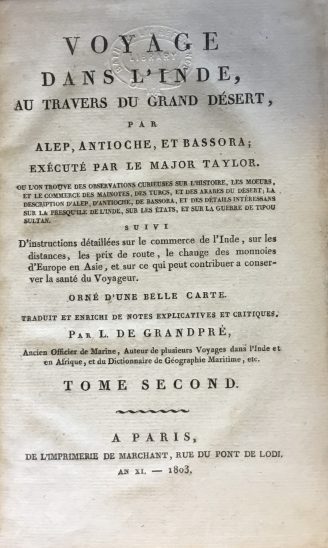 VOYAGE
DANS L'INDE,
AU TRAVERS DU GRAND DÉSERT,
PAR
ALEP, ANTIOCHE, ET BASSORA;
EXÉCUTÉ PAR LE MAJOR TAYLOR.
OU L'ON TROUVE DES OBSERVATIONS CURIEUSES SUR L'HISTOIRE, LES MŒURS,
ET LE COMMERCE DES MAINOTES, DES TURCS, ET DES ARABES DU DÉSERT; LA
DESCRIPTION D'ALEP, D'ANTIOCHE, DE BASSORA, ET DES DÉTAILS INTÉRESSANS
SUR LA PRESQU'ILE DE L'INDE, SUR LES ÉTATS, ET SUR LA GUERRE DE TIPOU
SULTAN.
SUIVI
D'instructions détaillées sur le commerce de l'Inde, sur les
distances, les prix de route, le change des monnoies
d'Europe en Asie, et sur ce qui peut contribuer a conser-
ver la santé du Voyageur.
ORNÉ D'UNE BELLE CARTE.
TRADUIT ET ENRICHI DE NOTES EXPLICATIVES ET CRITIQUES,
PAR L. DE GRANDPRÉ,
Ancien Officier de Marine, Auteur de plusieurs Voyages dans l'Inde et
en Afrique, et du Dictionnaire de Géographie Maritime, etc.
TOME SECOND.
A PARIS,
DE L'IMPRIMERIE DE MARCHANT, RUE DU PONT DE LODI.
AN XI. — 1803.